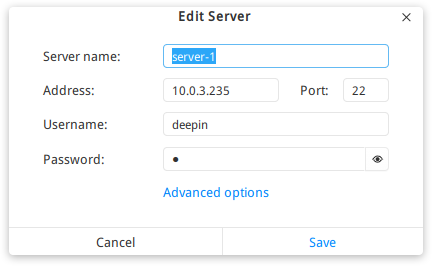 Edit Server
Server name: server-1
Address: 10.0.3.235 Port: 22
Username: deepin
Password: ●
Advanced options
Cancel Save